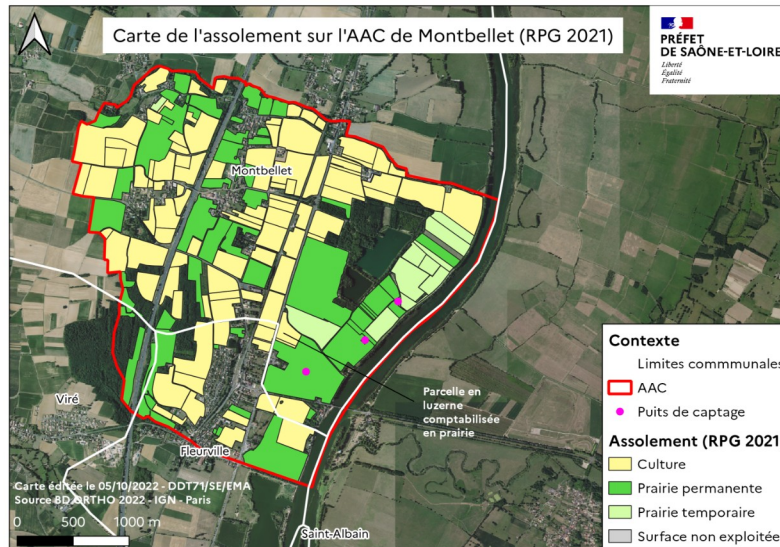 Carte de l'assolement sur l'AAC de Montbellet (RPG 2021)
PRÉFET
DE SAÔNE-ET-LOIRE
Liberté
Égalité
Fraternité
Montbellet
Viré
Fleurville
Saint-Albain
Parcelle en
luzerne
comptabilisée
en prairie
Contexte
Limites commmunales
AAC
Puits de captage
Assolement (RPG 2021
Culture
Prairie permanente
Prairie temporaire
Surface non exploitée
Carte éditée le 05/10/2022 - DDT71/SE/EMA
Source BD ORTHO 2022 - IGN - Paris
0 500 1000 m